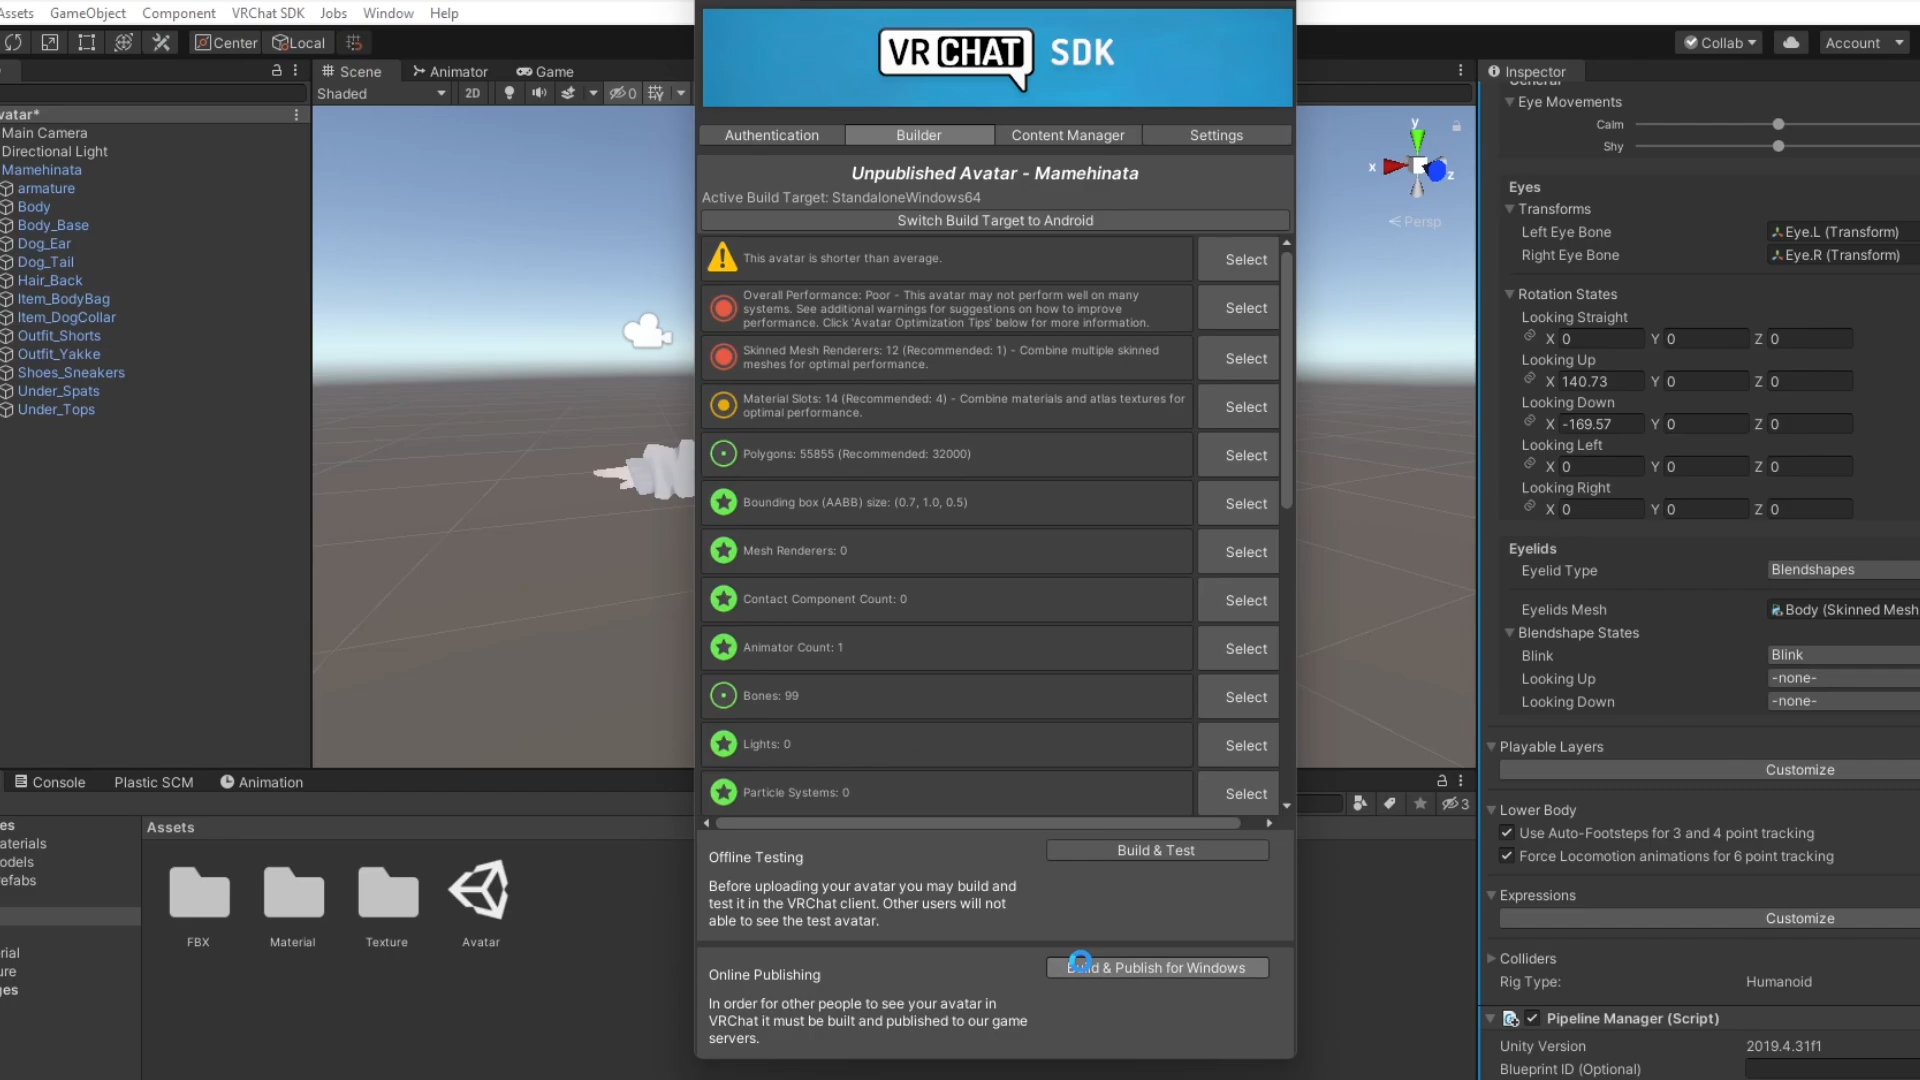 Assets GameObject Component VRChat SDK Jobs Window Help
Center Local
Collab Account
Scene Animator Game
Shaded 2D 0
vatar*
Main Camera
Directional Light
Mamehinata
armature
Body
Body_Base
Dog_Ear
Dog_Tail
Hair_Back
Item_BodyBag
Item_DogCollar
Outfit_Shorts
Outfit_Yakke
Shoes_Sneakers
Under_Spats
Under_Tops
y
x
z
Persp
VRCHAT SDK
Authentication Builder Content Manager Settings
Unpublished Avatar - Mamehinata
Active Build Target: StandaloneWindows64
Switch Build Target to Android
This avatar is shorter than average. Select
Overall Performance: Poor - This avatar may not perform well on many
systems. See additional warnings for suggestions on how to improve
performance. Click 'Avatar Optimization Tips' below for more information.
Select
Skinned Mesh Renderers: 12 (Recommended: 1) - Combine multiple skinned
meshes for optimal performance.
Select
Material Slots: 14 (Recommended: 4) - Combine materials and atlas textures for
optimal performance.
Select
Polygons: 55855 (Recommended: 32000) Select
Bounding box (AABB) size: (0.7, 1.0, 0.5) Select
Mesh Renderers: 0 Select
Contact Component Count: 0 Select
Animator Count: 1 Select
Bones: 99 Select
Lights: 0 Select
Particle Systems: 0 Select
Offline Testing Build & Test
Before uploading your avatar you may build and
test it in the VRChat client. Other users will not
able to see the test avatar.
Online Publishing & Publish for Windows
In order for other people to see your avatar in
VRChat it must be built and published to our game
servers.
Inspector
General
Eye Movements
Calm
Shy
Eyes
Transforms
Left Eye Bone Eye.L (Transform)
Right Eye Bone Eye.R (Transform)
Rotation States
Looking Straight
X 0 Y 0 Z 0
Looking Up
X 140.73 Y 0 Z 0
Looking Down
X -169.57 Y 0 Z 0
Looking Left
X 0 Y 0 Z 0
Looking Right
X 0 Y 0 Z 0
Eyelids
Eyelid Type Blendshapes
Eyelids Mesh Body (Skinned Mesh
Blendshape States
Blink Blink
Looking Up -none-
Looking Down -none-
Playable Layers
Customize
Lower Body
Use Auto-Footsteps for 3 and 4 point tracking
Force Locomotion animations for 6 point tracking
Expressions
Customize
Colliders
Rig Type: Humanoid
Pipeline Manager (Script)
Unity Version 2019.4.31f1
Blueprint ID (Optional)
Console Plastic SCM Animation
3
es
aterials
odels
efabs
rial
ure
ges
Assets
FBX Material Texture Avatar